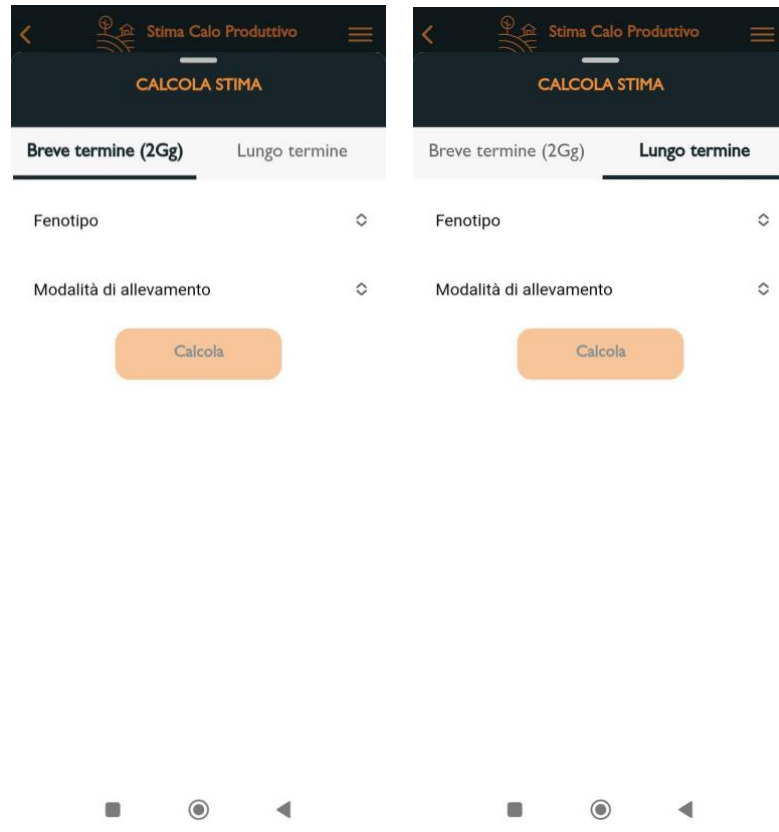 Stima Calo Produttivo
CALCOLA STIMA
Breve termine (2Gg) Lungo termine
Fenotipo
Modalità di allevamento
Calcola
Stima Calo Produttivo
CALCOLA STIMA
Breve termine (2Gg) Lungo termine
Fenotipo
Modalità di allevamento
Calcola